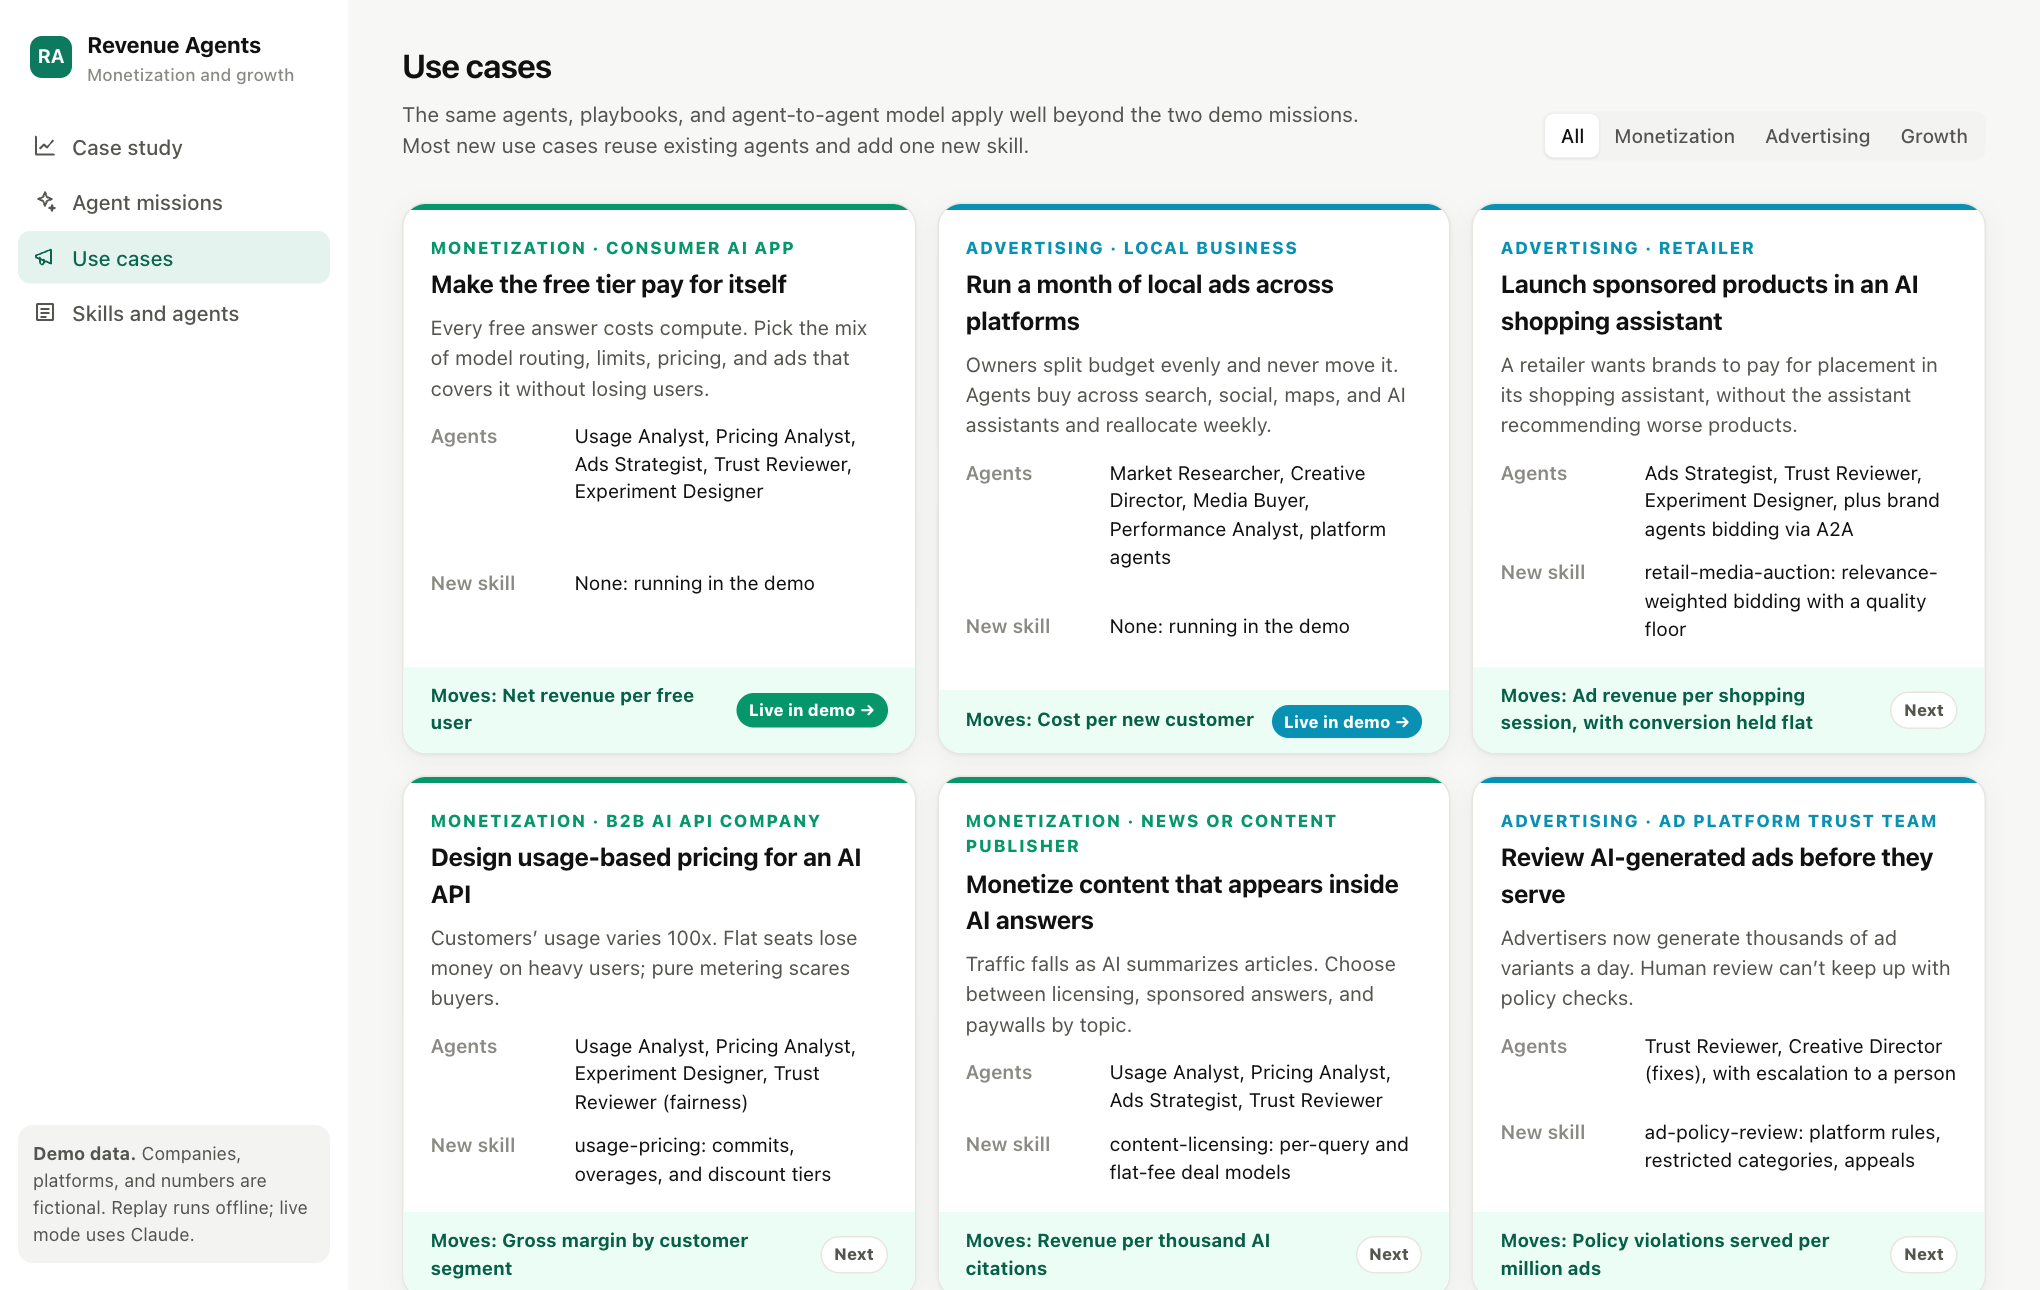 RA
Revenue Agents
Monetization and growth
Case study
Agent missions
Use cases
Skills and agents
Demo data. Companies,
platforms, and numbers are
fictional. Replay runs offline; live
mode uses Claude.
Use cases
The same agents, playbooks, and agent-to-agent model apply well beyond the two demo missions.
Most new use cases reuse existing agents and add one new skill.
All
Monetization
Advertising
Growth
MONETIZATION · CONSUMER AI APP
Make the free tier pay for itself
Every free answer costs compute. Pick the mix
of model routing, limits, pricing, and ads that
covers it without losing users.
Agents
Usage Analyst, Pricing Analyst,
Ads Strategist, Trust Reviewer,
Experiment Designer
New skill
None: running in the demo
Moves: Net revenue per free
user
Live in demo →
ADVERTISING · LOCAL BUSINESS
Run a month of local ads across
platforms
Owners split budget evenly and never move it.
Agents buy across search, social, maps, and AI
assistants and reallocate weekly.
Agents
Market Researcher, Creative
Director, Media Buyer,
Performance Analyst, platform
agents
New skill
None: running in the demo
Moves: Cost per new customer
Live in demo →
ADVERTISING · RETAILER
Launch sponsored products in an AI
shopping assistant
A retailer wants brands to pay for placement in
its shopping assistant, without the assistant
recommending worse products.
Agents
Ads Strategist, Trust Reviewer,
Experiment Designer, plus brand
agents bidding via A2A
New skill
retail-media-auction: relevance-
weighted bidding with a quality
floor
Moves: Ad revenue per shopping
session, with conversion held flat
Next
MONETIZATION · B2B AI API COMPANY
Design usage-based pricing for an AI
API
Customers’ usage varies 100x. Flat seats lose
money on heavy users; pure metering scares
buyers.
Agents
Usage Analyst, Pricing Analyst,
Experiment Designer, Trust
Reviewer (fairness)
New skill
usage-pricing: commits,
overages, and discount tiers
Moves: Gross margin by customer
segment
Next
MONETIZATION · NEWS OR CONTENT
PUBLISHER
Monetize content that appears inside
AI answers
Traffic falls as AI summarizes articles. Choose
between licensing, sponsored answers, and
paywalls by topic.
Agents
Usage Analyst, Pricing Analyst,
Ads Strategist, Trust Reviewer
New skill
content-licensing: per-query and
flat-fee deal models
Moves: Revenue per thousand AI
citations
Next
ADVERTISING · AD PLATFORM TRUST TEAM
Review AI-generated ads before they
serve
Advertisers now generate thousands of ad
variants a day. Human review can’t keep up with
policy checks.
Agents
Trust Reviewer, Creative Director
(fixes), with escalation to a person
New skill
ad-policy-review: platform rules,
restricted categories, appeals
Moves: Policy violations served per
million ads
Next